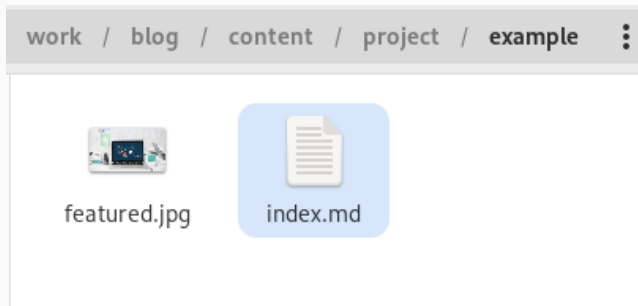 work / blog / content / project / example
featured.jpg index.md